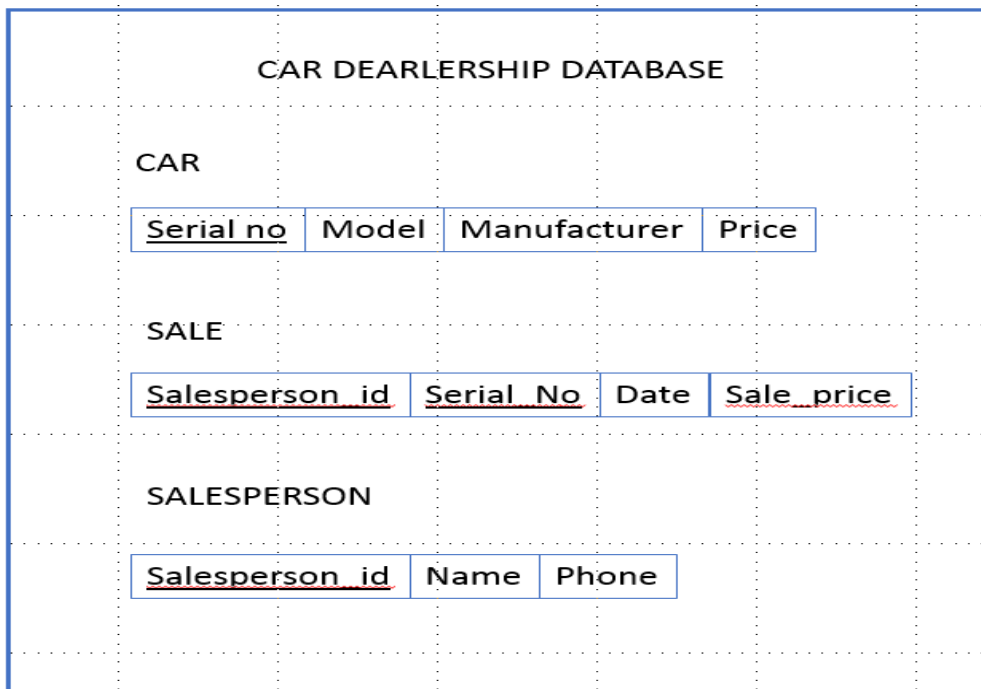 CAR DEARLERSHIP DATABASE
CAR
Serial no Model Manufacturer Price
SALE
Salesperson_id Serial_No Date Sale_price
SALESPERSON
Salesperson_id Name Phone